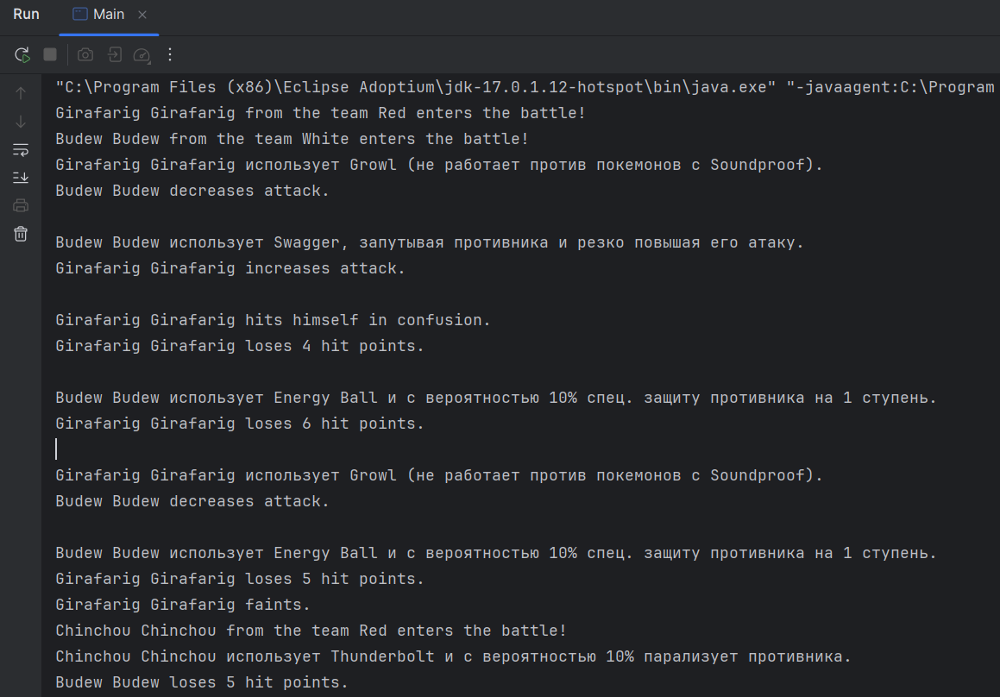 Run Main
"C:\Program Files (x86)\Eclipse Adoptium\jdk-17.0.1.12-hotspot\bin\java.exe" "-javaagent:C:\Program
Girafarig Girafarig from the team Red enters the battle!
Budew Budew from the team White enters the battle!
Girafarig Girafarig использует Growl (не работает против покемонов с Soundproof).
Budew Budew decreases attack.
Budew Budew использует Swagger, запутывая противника и резко повышая его атаку.
Girafarig Girafarig increases attack.
Girafarig Girafarig hits himself in confusion.
Girafarig Girafarig loses 4 hit points.
Budew Budew использует Energy Ball и с вероятностью 10% спец. защиту противника на 1 ступень.
Girafarig Girafarig loses 6 hit points.
Girafarig Girafarig использует Growl (не работает против покемонов с Soundproof).
Budew Budew decreases attack.
Budew Budew использует Energy Ball и с вероятностью 10% спец. защиту противника на 1 ступень.
Girafarig Girafarig loses 5 hit points.
Girafarig Girafarig faints.
Chinchou Chinchou from the team Red enters the battle!
Chinchou Chinchou использует Thunderbolt и с вероятностью 10% парализует противника.
Budew Budew loses 5 hit points.